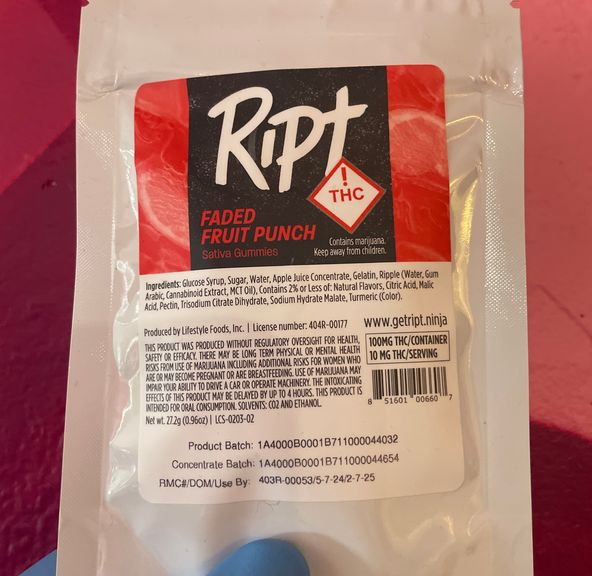 Ript
!
THC
FADED
FRUIT PUNCH
Sativa Gummies
Contains marijuana.
Keep away from children.
Ingredients: Glucose Syrup, Sugar, Water, Apple Juice Concentrate, Gelatin, Ripple (Water, Gum
Arabic, Cannabinoid Extract, MCT Oil), Contains 2% or Less of: Natural Flavors, Citric Acid, Malic
Acid, Pectin, Trisodium Citrate Dihydrate, Sodium Hydrate Malate, Turmeric (Color).
Produced by Lifestyle Foods, Inc. | License number: 404R-00177
www.getript.ninja
THIS PRODUCT WAS PRODUCED WITHOUT REGULATORY OVERSIGHT FOR HEALTH,
SAFETY OR EFFICACY. THERE MAY BE LONG TERM PHYSICAL OR MENTAL HEALTH
RISKS FROM USE OF MARIJUANA INCLUDING ADDITIONAL RISKS FOR WOMEN WHO
ARE OR MAY BECOME PREGNANT OR ARE BREASTFEEDING. USE OF MARIJUANA MAY
IMPAIR YOUR ABILITY TO DRIVE A CAR OR OPERATE MACHINERY. THE INTOXICATING
EFFECTS OF THIS PRODUCT MAY BE DELAYED BY UP TO 4 HOURS. THIS PRODUCT IS
INTENDED FOR ORAL CONSUMPTION. SOLVENTS: CO2 AND ETHANOL.
Net wt. 27.2g (0.96oz) | LCS-0203-02
100MG THC/CONTAINER
10 MG THC/SERVING
8 51601 00660 7
Product Batch: 1A4000B0001B711000044032
Concentrate Batch: 1A4000B0001B711000044654
RMC#/DOM/Use By: 403R-00053/5-7-24/2-7-25